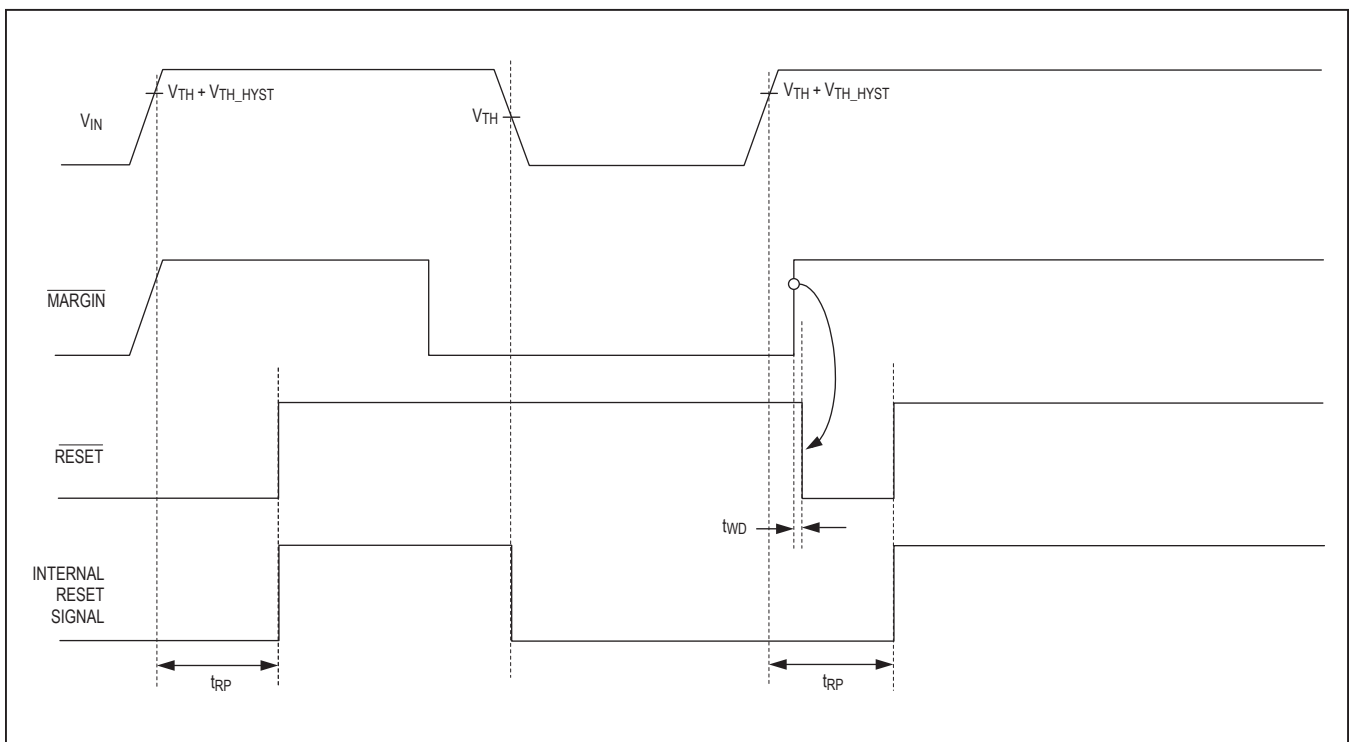 VTH + VTH_HYST
VTH + VTH_HYST
VTH
VIN
MARGIN
RESET
tWD
INTERNAL
RESET
SIGNAL
tRP
tRP